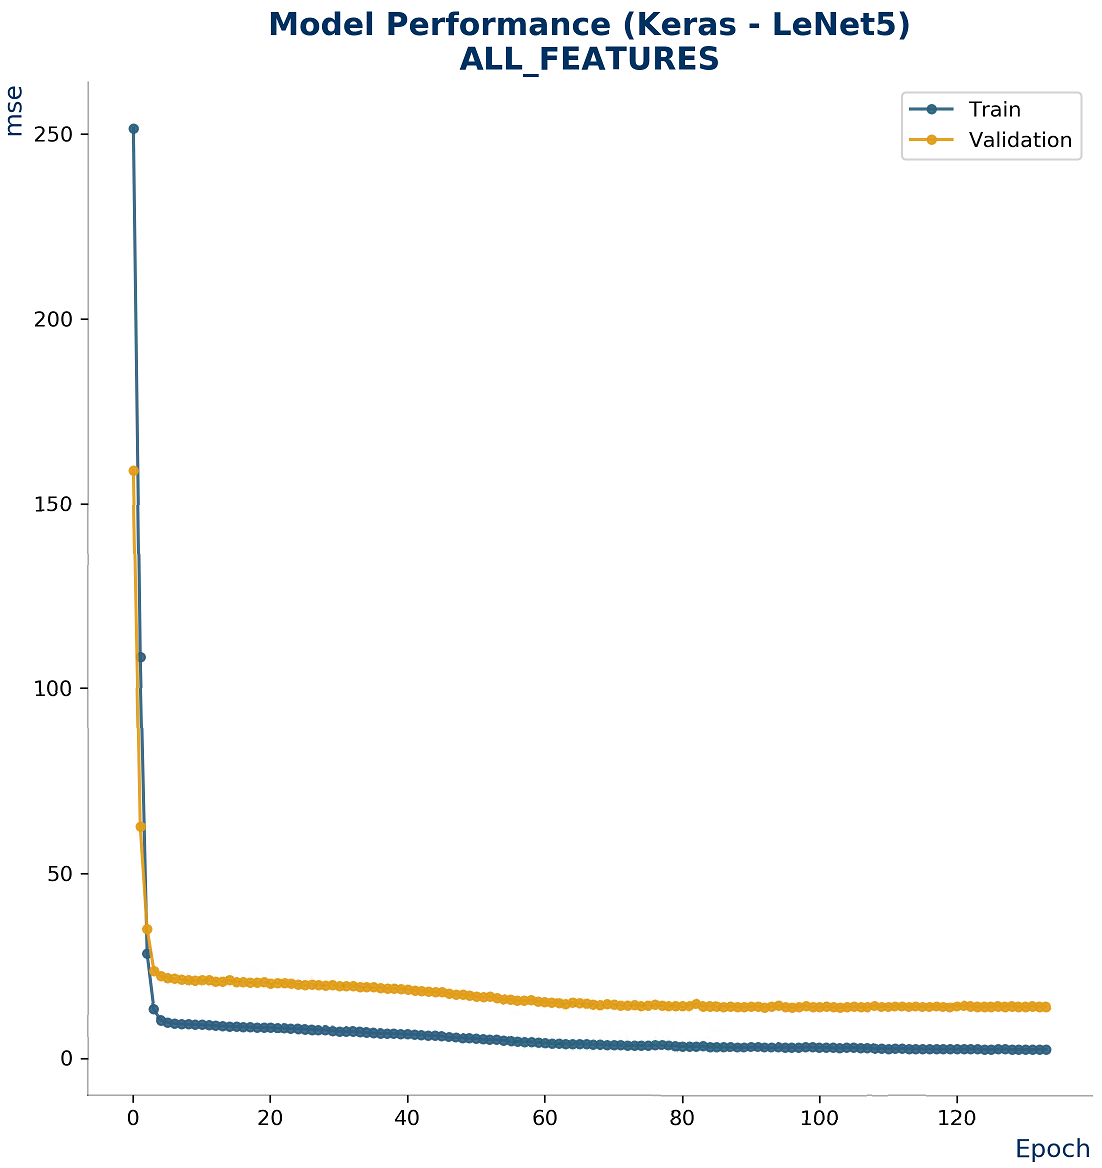 Model Performance (Keras - LeNet5)
ALL_FEATURES
mse
Train
Validation
250
200
150
100
50
0
0 20 40 60 80 100 120
Epoch